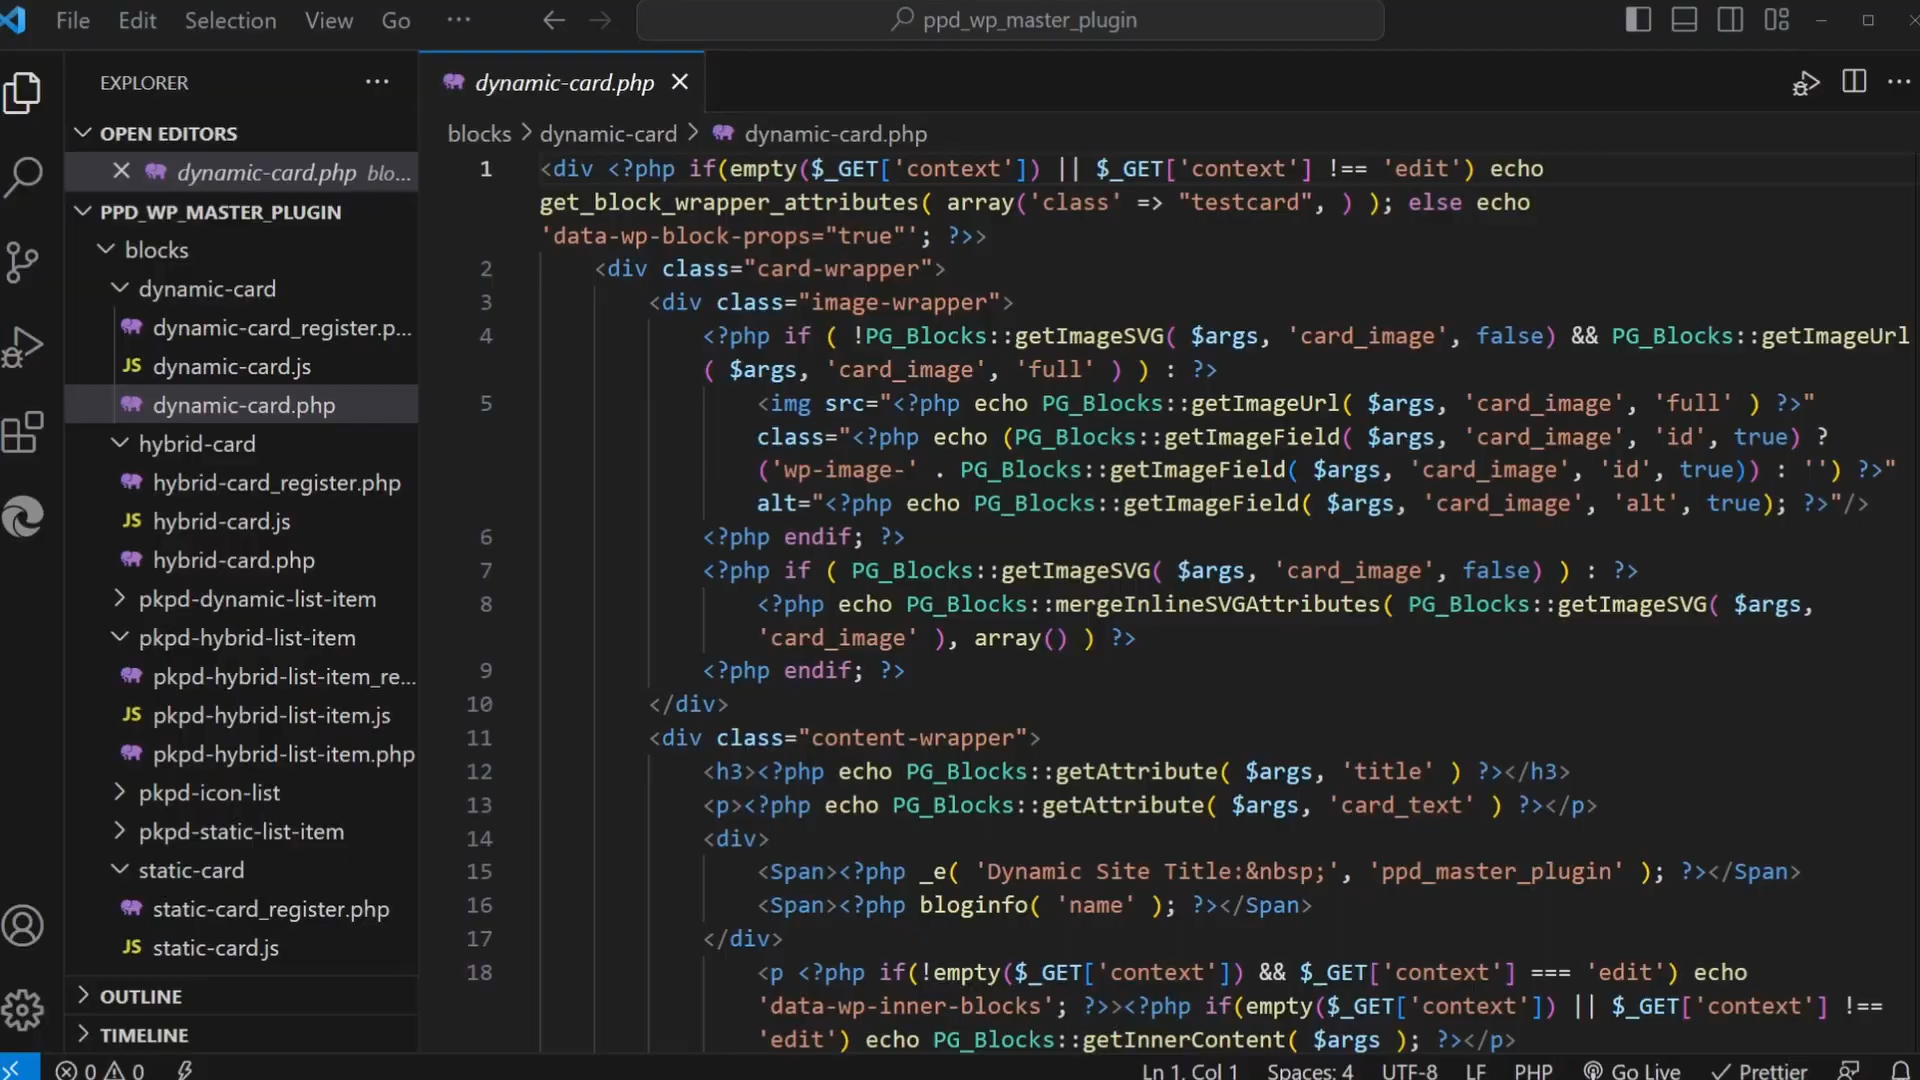 File Edit Selection View Go ··· ppd_wp_master_plugin
EXPLORER ···
dynamic-card.php
OPEN EDITORS
dynamic-card.php blo...
PPD_WP_MASTER_PLUGIN
blocks
dynamic-card
dynamic-card_register.p...
JS dynamic-card.js
dynamic-card.php
hybrid-card
hybrid-card_register.php
JS hybrid-card.js
hybrid-card.php
pkpd-dynamic-list-item
pkpd-hybrid-list-item
pkpd-hybrid-list-item_re...
JS pkpd-hybrid-list-item.js
pkpd-hybrid-list-item.php
pkpd-icon-list
pkpd-static-list-item
static-card
static-card_register.php
JS static-card.js
OUTLINE
TIMELINE
blocks > dynamic-card > dynamic-card.php
1 <div <?php if(empty($_GET['context']) || $_GET['context'] !== 'edit') echo
get_block_wrapper_attributes( array('class' => "testcard", ) ); else echo
'data-wp-block-props="true"'; ?>>
2 <div class="card-wrapper">
3 <div class="image-wrapper">
4 <?php if ( !PG_Blocks::getImageSVG( $args, 'card_image', false) && PG_Blocks::getImageUrl
( $args, 'card_image', 'full' ) ) : ?>
5 <img src="<?php echo PG_Blocks::getImageUrl( $args, 'card_image', 'full' ) ?>"
class="<?php echo (PG_Blocks::getImageField( $args, 'card_image', 'id', true) ?
('wp-image-' . PG_Blocks::getImageField( $args, 'card_image', 'id', true)) : '') ?>"
alt="<?php echo PG_Blocks::getImageField( $args, 'card_image', 'alt', true); ?>"/>
6 <?php endif; ?>
7 <?php if ( PG_Blocks::getImageSVG( $args, 'card_image', false) ) : ?>
8 <?php echo PG_Blocks::mergeInlineSVGAttributes( PG_Blocks::getImageSVG( $args,
'card_image' ), array() ) ?>
9 <?php endif; ?>
10 </div>
11 <div class="content-wrapper">
12 <h3><?php echo PG_Blocks::getAttribute( $args, 'title' ) ?></h3>
13 <p><?php echo PG_Blocks::getAttribute( $args, 'card_text' ) ?></p>
14 <div>
15 <Span><?php _e( 'Dynamic Site Title:&nbsp;', 'ppd_master_plugin' ); ?></Span>
16 <Span><?php bloginfo( 'name' ); ?></Span>
17 </div>
18 <p <?php if(!empty($_GET['context']) && $_GET['context'] === 'edit') echo
'data-wp-inner-blocks'; ?>><?php if(empty($_GET['context']) || $_GET['context'] !==
'edit') echo PG_Blocks::getInnerContent( $args ); ?></p>
0 0 Ln 1, Col 1 Spaces: 4 UTF-8 LF PHP Go Live Prettier